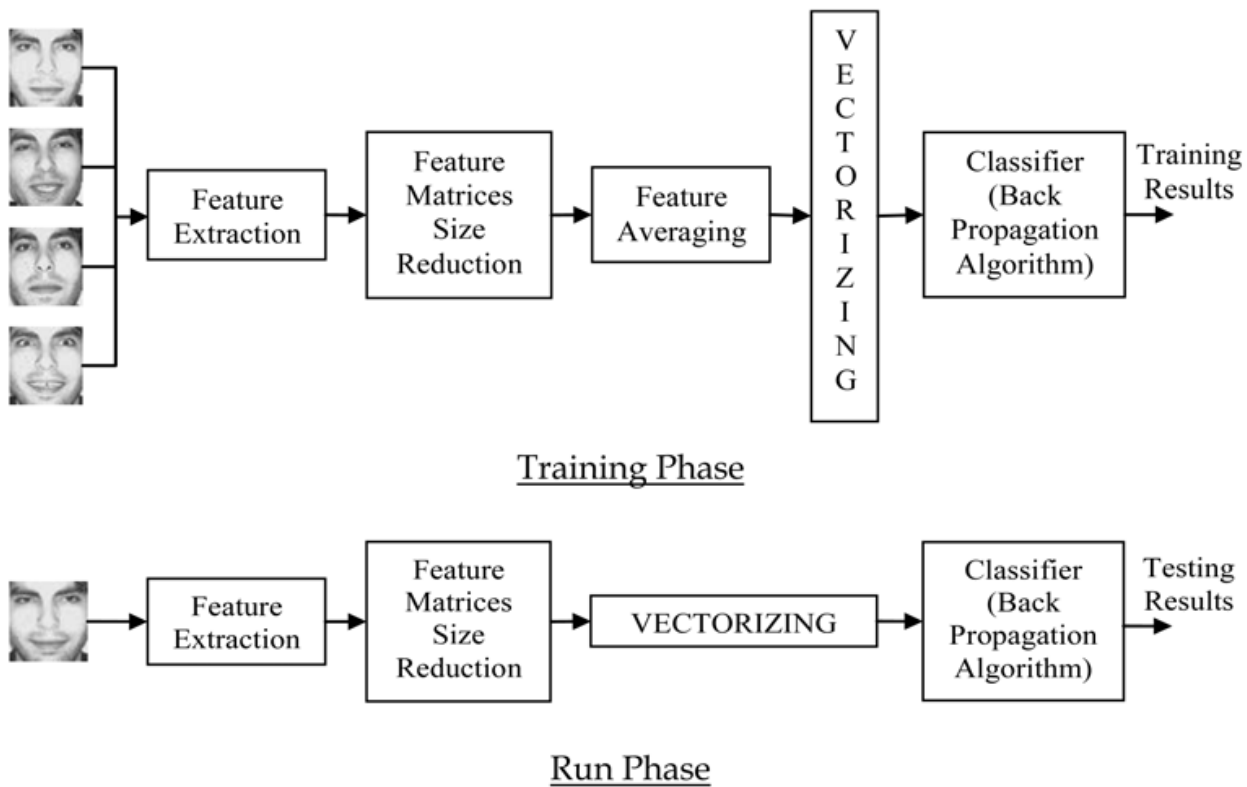 Feature
Extraction
Feature
Matrices
Size
Reduction
Feature
Averaging
V
E
C
T
O
R
I
Z
I
N
G
Classifier
(Back
Propagation
Algorithm)
Training
Results
Training Phase
Feature
Extraction
Feature
Matrices
Size
Reduction
VECTORIZING
Classifier
(Back
Propagation
Algorithm)
Testing
Results
Run Phase